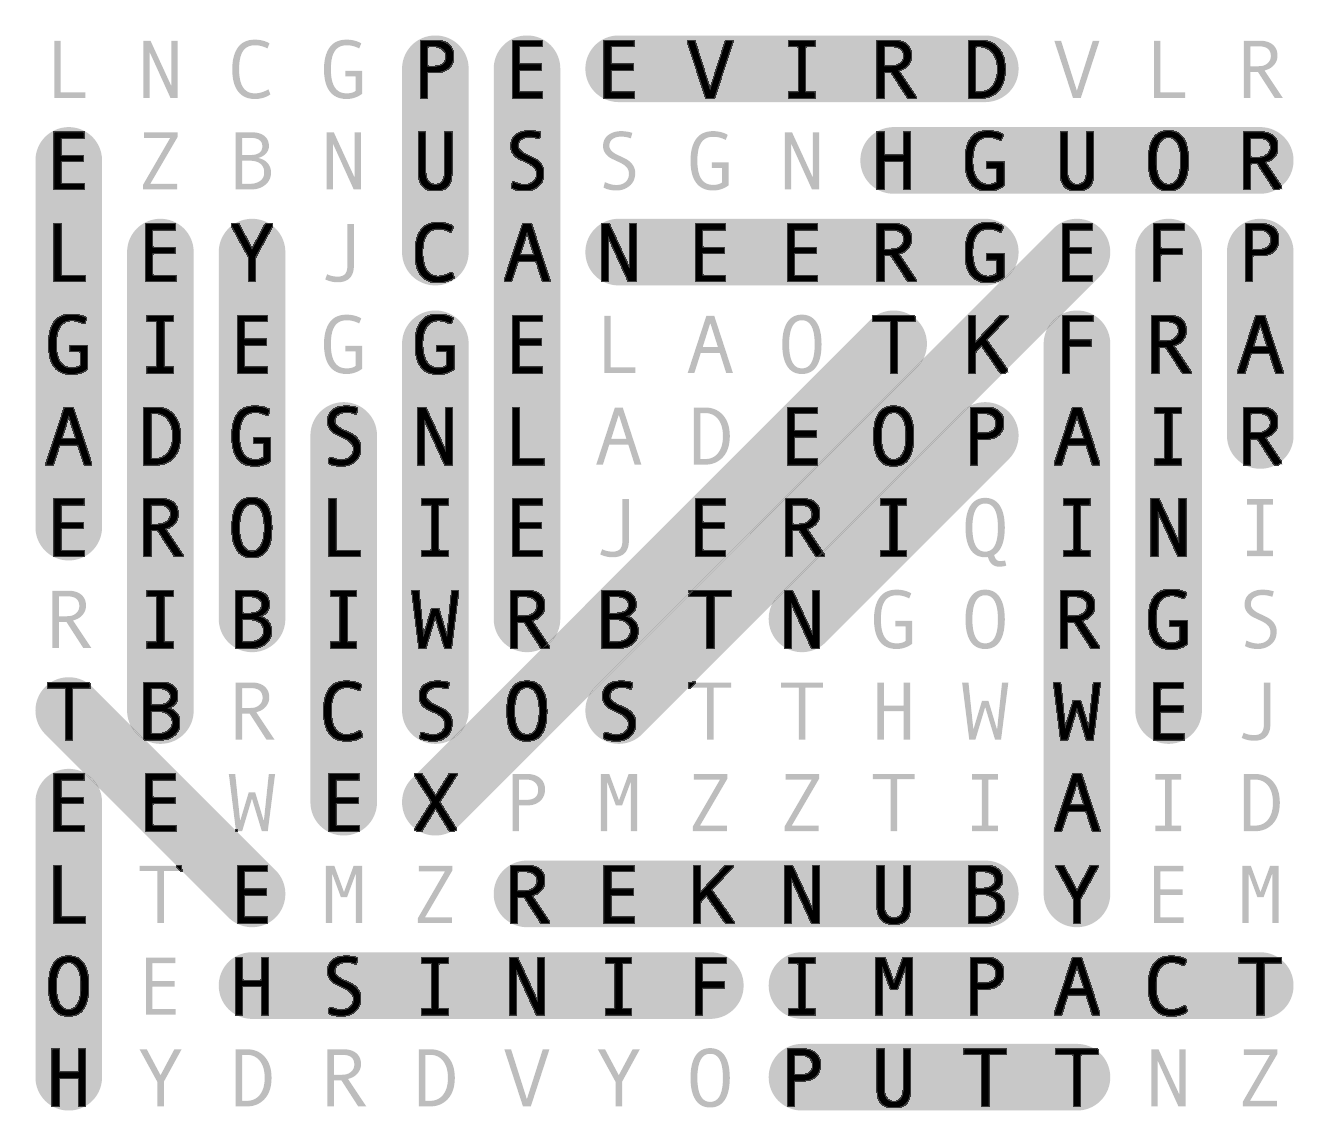 L N C G P E E V I R D V L R
E Z B N U S S G N H G U O R
L E Y J C A N E E R G E F P
G I E G G E L A O T K F R A
A D G S N L A D E O P A I R
E R O L I E J E R I Q I N I
R I B I W R B T N G O R G S
T B R C S O S T T H W W E J
E E W E X P M Z Z T I A I D
L T E M Z R E K N U B Y E M
O E H S I N I F I M P A C T
H Y D R D V Y O P U T T N Z